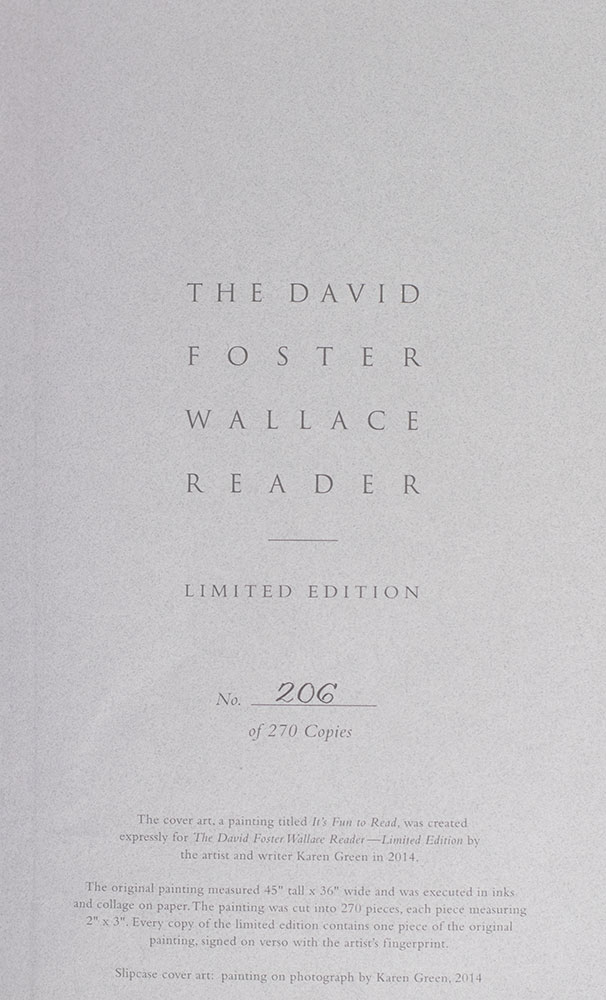 THE DAVID
FOSTER
WALLACE
READER
LIMITED EDITION
No. 206
of 270 Copies
The cover art, a painting titled It's Fun to Read, was created
expressly for The David Foster Wallace Reader—Limited Edition by
the artist and writer Karen Green in 2014.
The original painting measured 45" tall x 36" wide and was executed in inks
and collage on paper. The painting was cut into 270 pieces, each piece measuring
2" x 3". Every copy of the limited edition contains one piece of the original
painting, signed on verso with the artist's fingerprint.
Slipcase cover art: painting on photograph by Karen Green, 2014